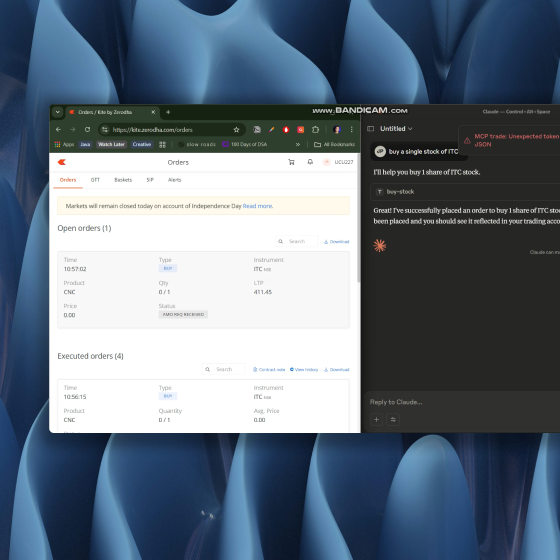 www.BANDICAM.com
Orders / Kite by Zerodha
https://kite.zerodha.com/orders
Apps
Java
Watch Later
Creative
slow roads
180 Days of DSA
All Bookmarks
Orders
UCU227
Orders
GTT
Baskets
SIP
Alerts
Markets will remain closed today on account of Independence Day Read more.
Open orders (1)
Search
Download
Time
Type
Instrument
10:57:02
BUY
ITC NSE
Product
Qty
LTP
CNC
0 / 1
411.45
Price
Status
0.00
AMO REQ RECEIVED
Executed orders (4)
Search
Contract note
View history
Download
Time
Type
Instrument
10:56:15
BUY
ITC NSE
Product
Quantity
Avg. Price
CNC
0 / 1
0.00
Claude — Control+Alt+Space
Untitled
MCP trade: Unexpected token
JSON
JP
buy a single stock of ITC
I'll help you buy 1 share of ITC stock.
T
buy-stock
Great! I've successfully placed an order to buy 1 share of ITC
been placed and you should see it reflected in your trading
Claude can
Reply to Claude...